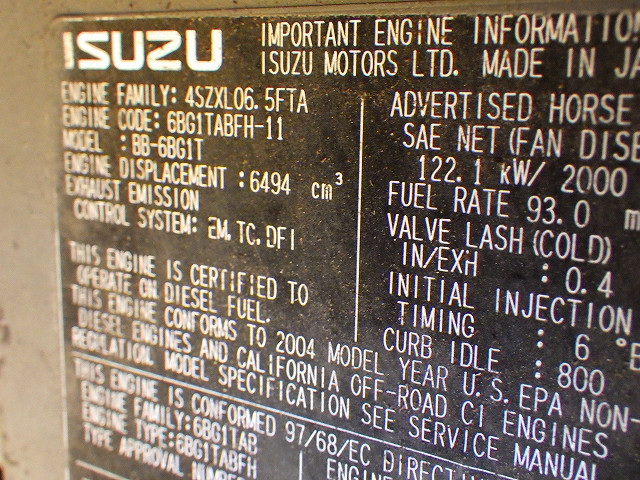 ISUZU
IMPORTANT ENGINE
ISUZU MOTORS LTD. MADE IN
ENGINE FAMILY: 4SZXL06.5FTA
ENGINE CODE: 6BG1TABFH-11
MODEL : BB-6BG1T
ENGINE DISPLACEMENT : 6494 cm³
EXHAUST EMISSION
CONTROL SYSTEM: EM, TC, DFI
THIS ENGINE IS CERTIFIED TO
OPERATE ON DIESEL FUEL.
ADVERTISED HORSE
SAE NET (FAN
122.1 kW/ 2000
FUEL RATE 93.0
VALVE LASH (COLD)
IN/EXH : 0.4
INITIAL INJECTION
TIMING : 6
CURB IDLE : 800
THIS ENGINE CONFORMS TO 2004 MODEL YEAR U.S. EPA NON-
DIESEL ENGINES AND CALIFORNIA OFF-ROAD CI ENGINES
REGULATION MODEL SPECIFICATION SEE SERVICE MANUAL
THIS ENGINE IS CONFORMED 97/68/EC
ENGINE FAMILY: 6BG1TAB
ENGINE TYPE: 6BG1TABFH
TYPE APPROVAL